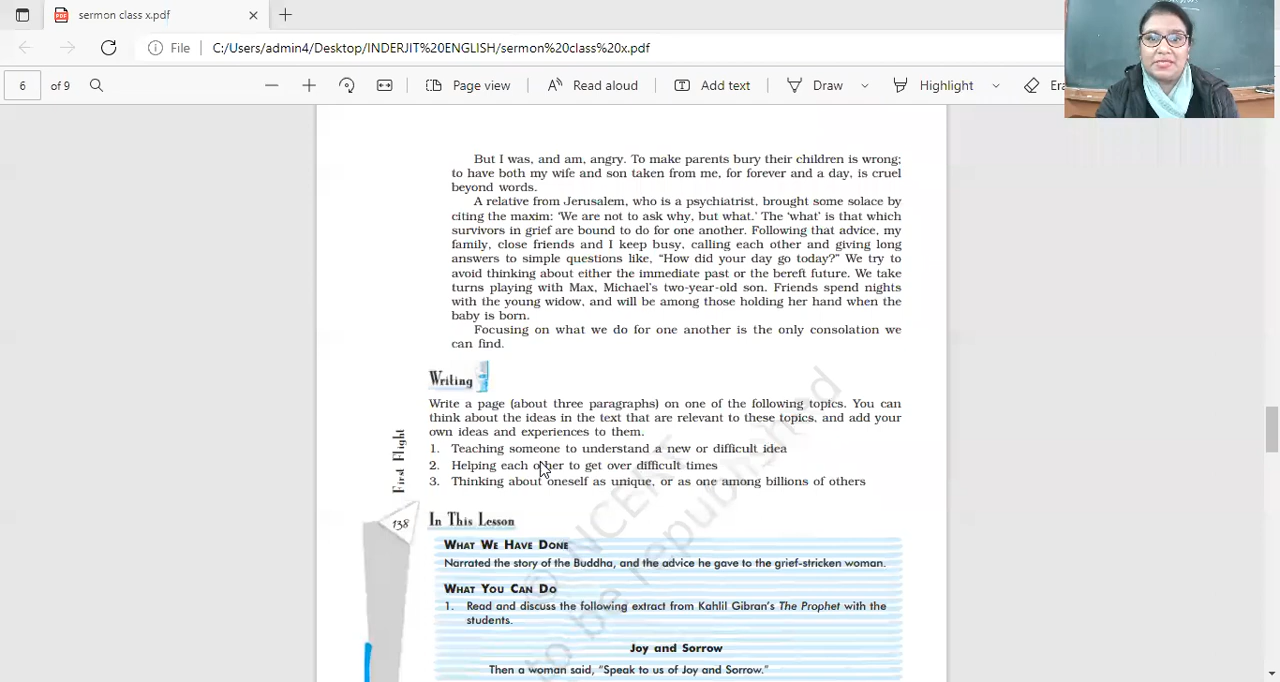 sermon class x.pdf
File
C:/Users/admin4/Desktop/INDERJIT%20ENGLISH/sermon%20class%20x.pdf
6 of 9
Page view
Read aloud
Add text
Draw
Highlight
Era
But I was, and am, angry. To make parents bury their children is wrong;
to have both my wife and son taken from me, for forever and a day, is cruel
beyond words.
A relative from Jerusalem, who is a psychiatrist, brought some solace by
citing the maxim: ‘We are not to ask why, but what.’ The ‘what’ is that which
survivors in grief are bound to do for one another. Following that advice, my
family, close friends and I keep busy, calling each other and giving long
answers to simple questions like, “How did your day go today?” We try to
avoid thinking about either the immediate past or the bereft future. We take
turns playing with Max, Michael’s two-year-old son. Friends spend nights
with the young widow, and will be among those holding her hand when the
baby is born.
Focusing on what we do for one another is the only consolation we
can find.
Writing
Write a page (about three paragraphs) on one of the following topics. You can
think about the ideas in the text that are relevant to these topics, and add your
own ideas and experiences to them.
1. Teaching someone to understand a new or difficult idea
2. Helping each other to get over difficult times
3. Thinking about oneself as unique, or as one among billions of others
First Flight
138
In This Lesson
WHAT WE HAVE DONE
Narrated the story of the Buddha, and the advice he gave to the grief-stricken woman.
WHAT YOU CAN DO
1. Read and discuss the following extract from Kahlil Gibran’s The Prophet with the
students.
Joy and Sorrow
Then a woman said, “Speak to us of Joy and Sorrow.”
© NCERT
to be republished